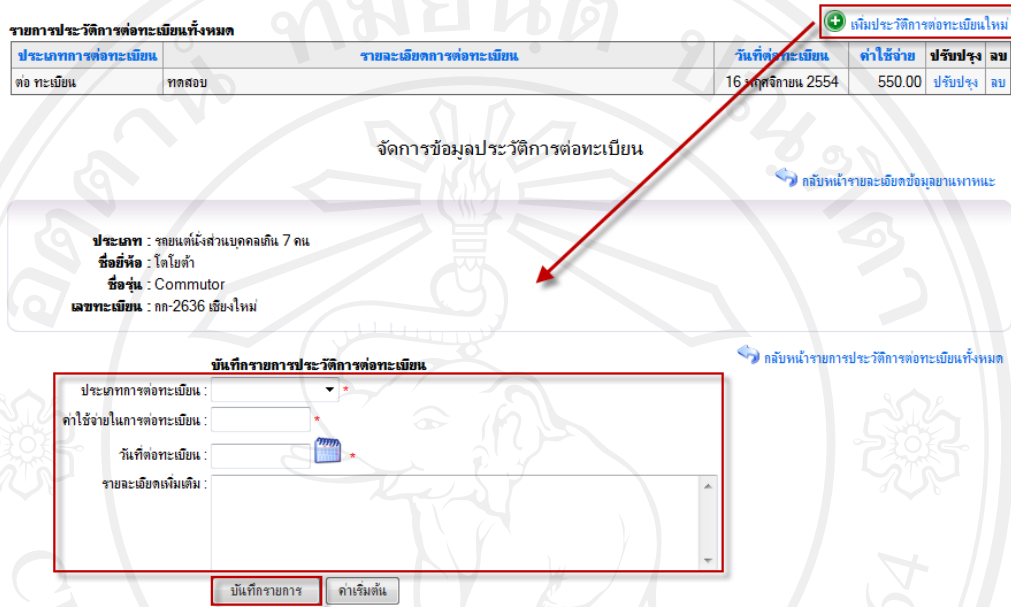 รายการประวัติการต่อทะเบียนทั้งหมด
เพิ่มประวัติการต่อทะเบียนใหม่
ประเภทการต่อทะเบียน รายละเอียดการต่อทะเบียน วันที่ต่อทะเบียน ค่าใช้จ่าย ปรับปรุง ลบ
ต่อ ทะเบียน ทดสอบ 16 พฤศจิกายน 2554 550.00 ปรับปรุง ลบ
จัดการข้อมูลประวัติการต่อทะเบียน
กลับหน้ารายละเอียดข้อมูลยานพาหนะ
ประเภท : รถยนต์นั่งส่วนบุคคลเกิน 7 คน
ชื่อยี่ห้อ : โตโยต้า
ชื่อรุ่น : Commutor
เลขทะเบียน : กก-2636 เชียงใหม่
กลับหน้ารายการประวัติการต่อทะเบียนทั้งหมด
บันทึกรายการประวัติการต่อทะเบียน
ประเภทการต่อทะเบียน : *
ค่าใช้จ่ายในการต่อทะเบียน : *
วันที่ต่อทะเบียน : *
รายละเอียดเพิ่มเติม :
บันทึกรายการ ค่าเริ่มต้น